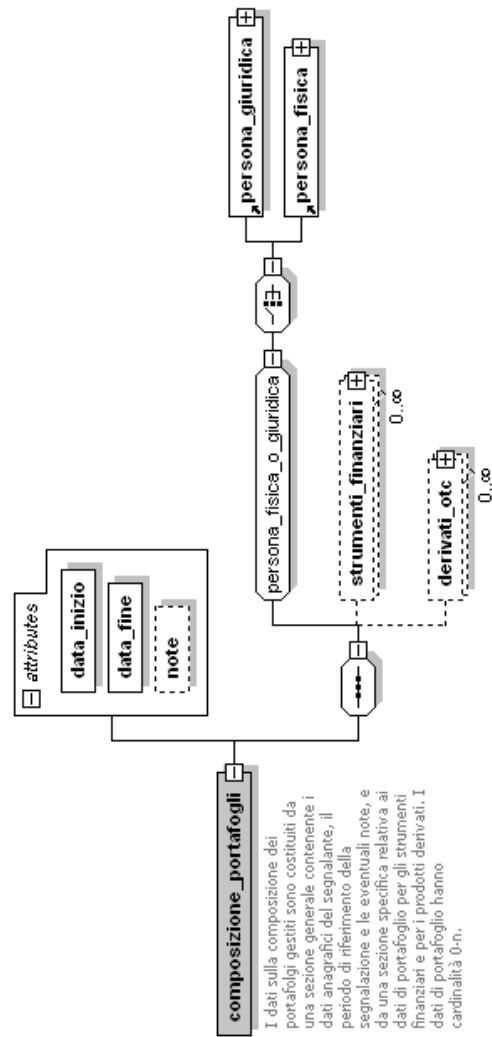 composizione_portafogli
I dati sulla composizione dei
portafolgi gestiti sono costituiti da
una sezione generale contenente i
dati anagrafici del segnalante, il
periodo di riferimento della
segnalazione e le eventuali note, e
da una sezione specifica relativa ai
dati di portafoglio per gli strumenti
finanziari e per i prodotti derivati. I
dati di portafoglio hanno
cardinalità 0-n.
attributes
data_inizio
data_fine
note
persona_fisica_o_giuridica
persona_giuridica
persona_fisica
strumenti_finanziari
0..∞
derivati_otc
0..∞